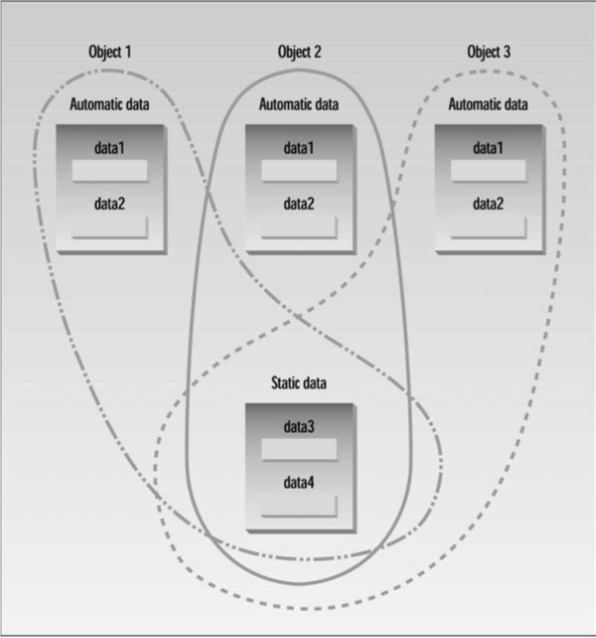 Object 1 Object 2 Object 3
Automatic data Automatic data Automatic data
data1 data1 data1
data2 data2 data2
Static data
data3
data4